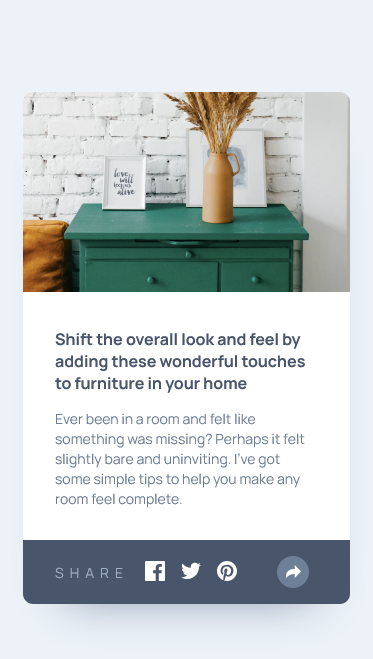 love
will
begin
alive
Shift the overall look and feel by
adding these wonderful touches
to furniture in your home
Ever been in a room and felt like
something was missing? Perhaps it felt
slightly bare and uninviting. I've got
some simple tips to help you make any
room feel complete.
SHARE